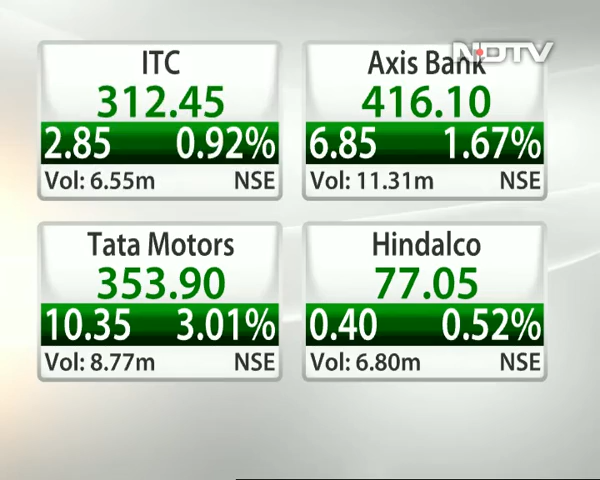 NDTV
ITC
312.45
2.85 0.92%
Vol: 6.55m NSE
Axis Bank
416.10
6.85 1.67%
Vol: 11.31m NSE
Tata Motors
353.90
10.35 3.01%
Vol: 8.77m NSE
Hindalco
77.05
0.40 0.52%
Vol: 6.80m NSE